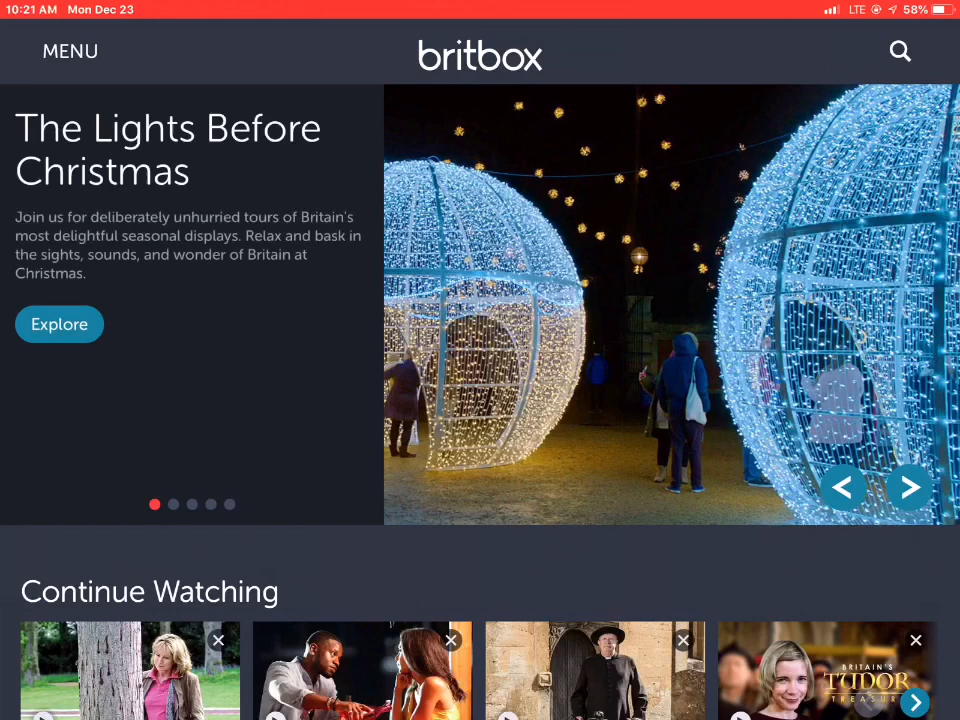 10:21 AM Mon Dec 23
LTE 58%
MENU
britbox
The Lights Before
Christmas
Join us for deliberately unhurried tours of Britain's
most delightful seasonal displays. Relax and bask in
the sights, sounds, and wonder of Britain at
Christmas.
Explore
Continue Watching
BRITAIN'S
TUDOR